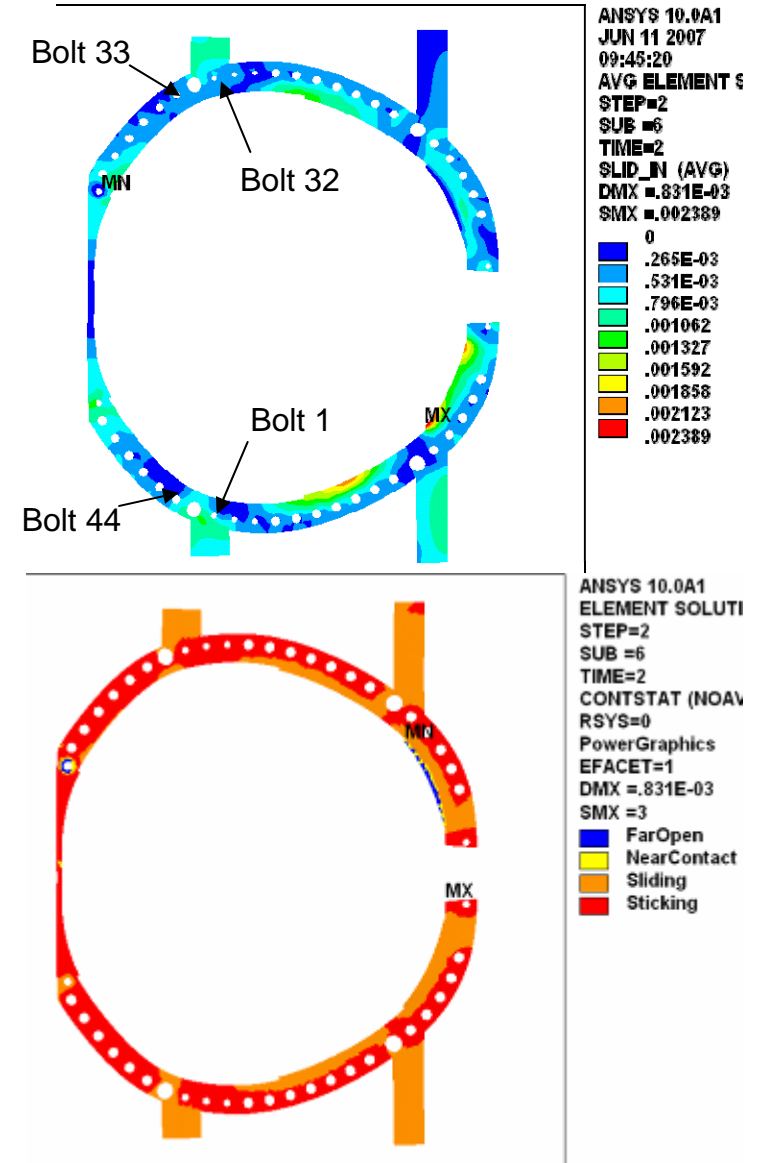 ANSYS 10.0A1
JUN 11 2007
09:45:20
AVG ELEMENT S
STEP=2
SUB =6
TIME=2
SLID_IN (AVG)
DMX =.831E-03
SMX =.002389
0
.265E-03
.531E-03
.796E-03
.001062
.001327
.001592
.001858
.002123
.002389
Bolt 33
Bolt 32
MN
Bolt 1
MX
Bolt 44
ANSYS 10.0A1
ELEMENT SOLUTI
STEP=2
SUB =6
TIME=2
CONTSTAT (NOAV
RSYS=0
PowerGraphics
EFACET=1
DMX =.831E-03
SMX =3
FarOpen
NearContact
Sliding
Sticking
MN
MX